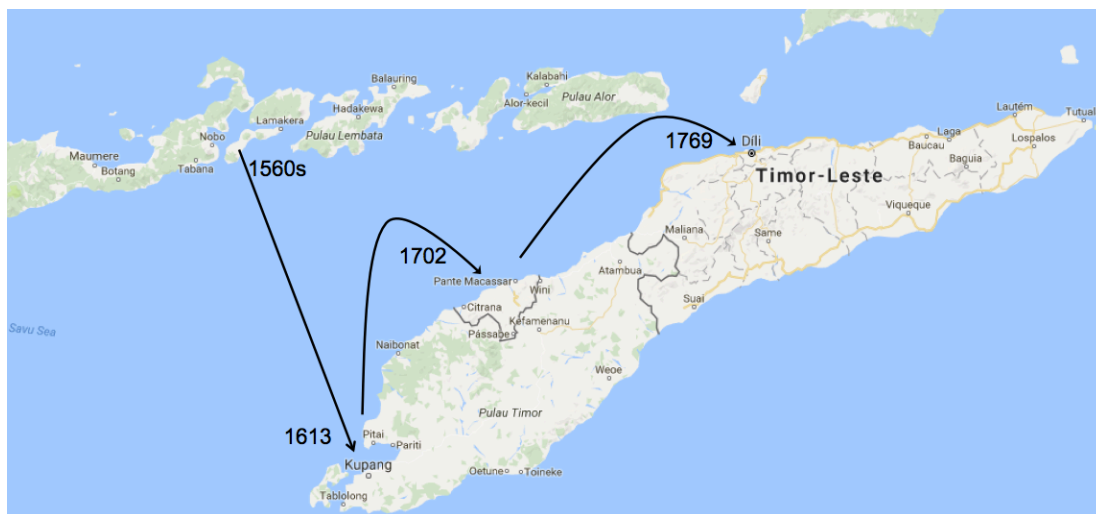 Kalabahi
Balauring
Pulau Alor
Alor-kecil
Hadakewa
Lamakera
Pulau Lembata
Nobo
Maumere
Tabana
Botang
1560s
1769
Díli
Timor-Leste
Lautém
Tutuala
Laga
Baucau
Lospalos
Baguia
Viqueque
Maliana
Same
1702
Atambua
Pante Macassar
Wini
Suai
Citrana
Savu Sea
Kefamenanu
Pássabe
Naibonat
Weoe
Pulau Timor
1613
Pitai
Pariti
Kupang
Oetune
Toineke
Tablolong